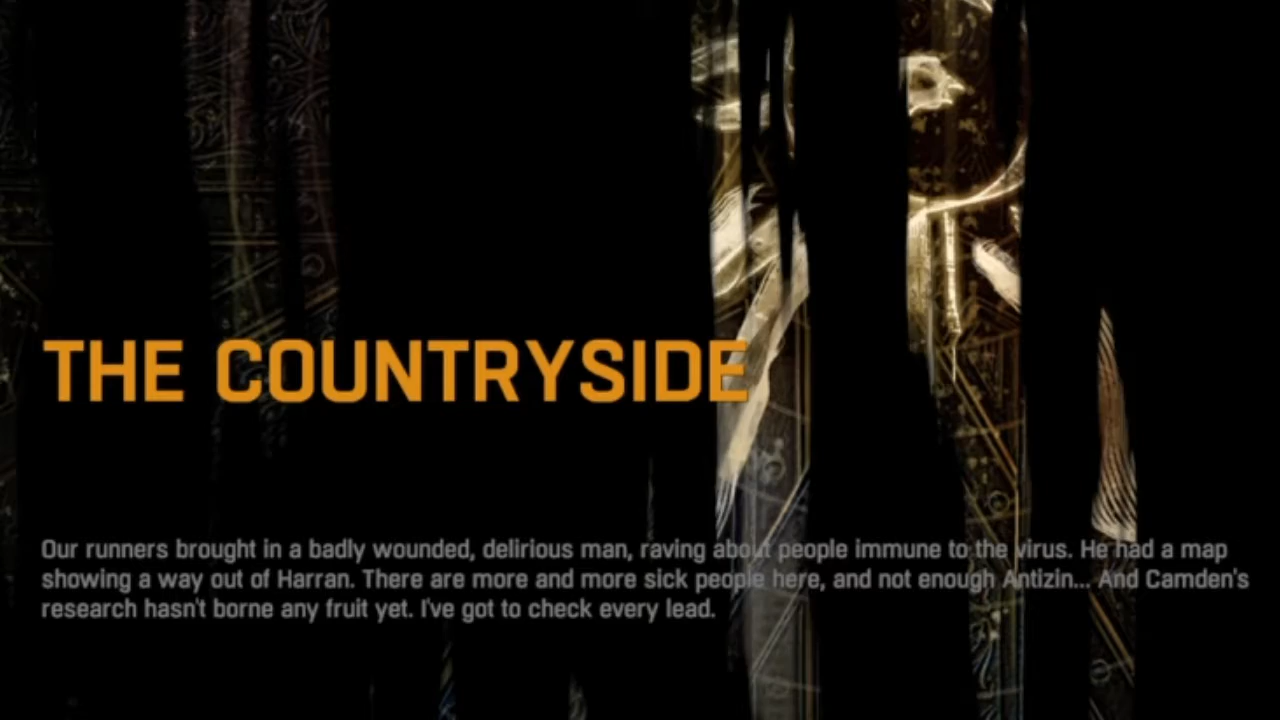 THE COUNTRYSIDE
Our runners brought in a badly wounded, delirious man, raving about people immune to the virus. He had a map
showing a way out of Harran. There are more and more sick people here, and not enough Antizin... And Camden's
research hasn't borne any fruit yet. I've got to check every lead.